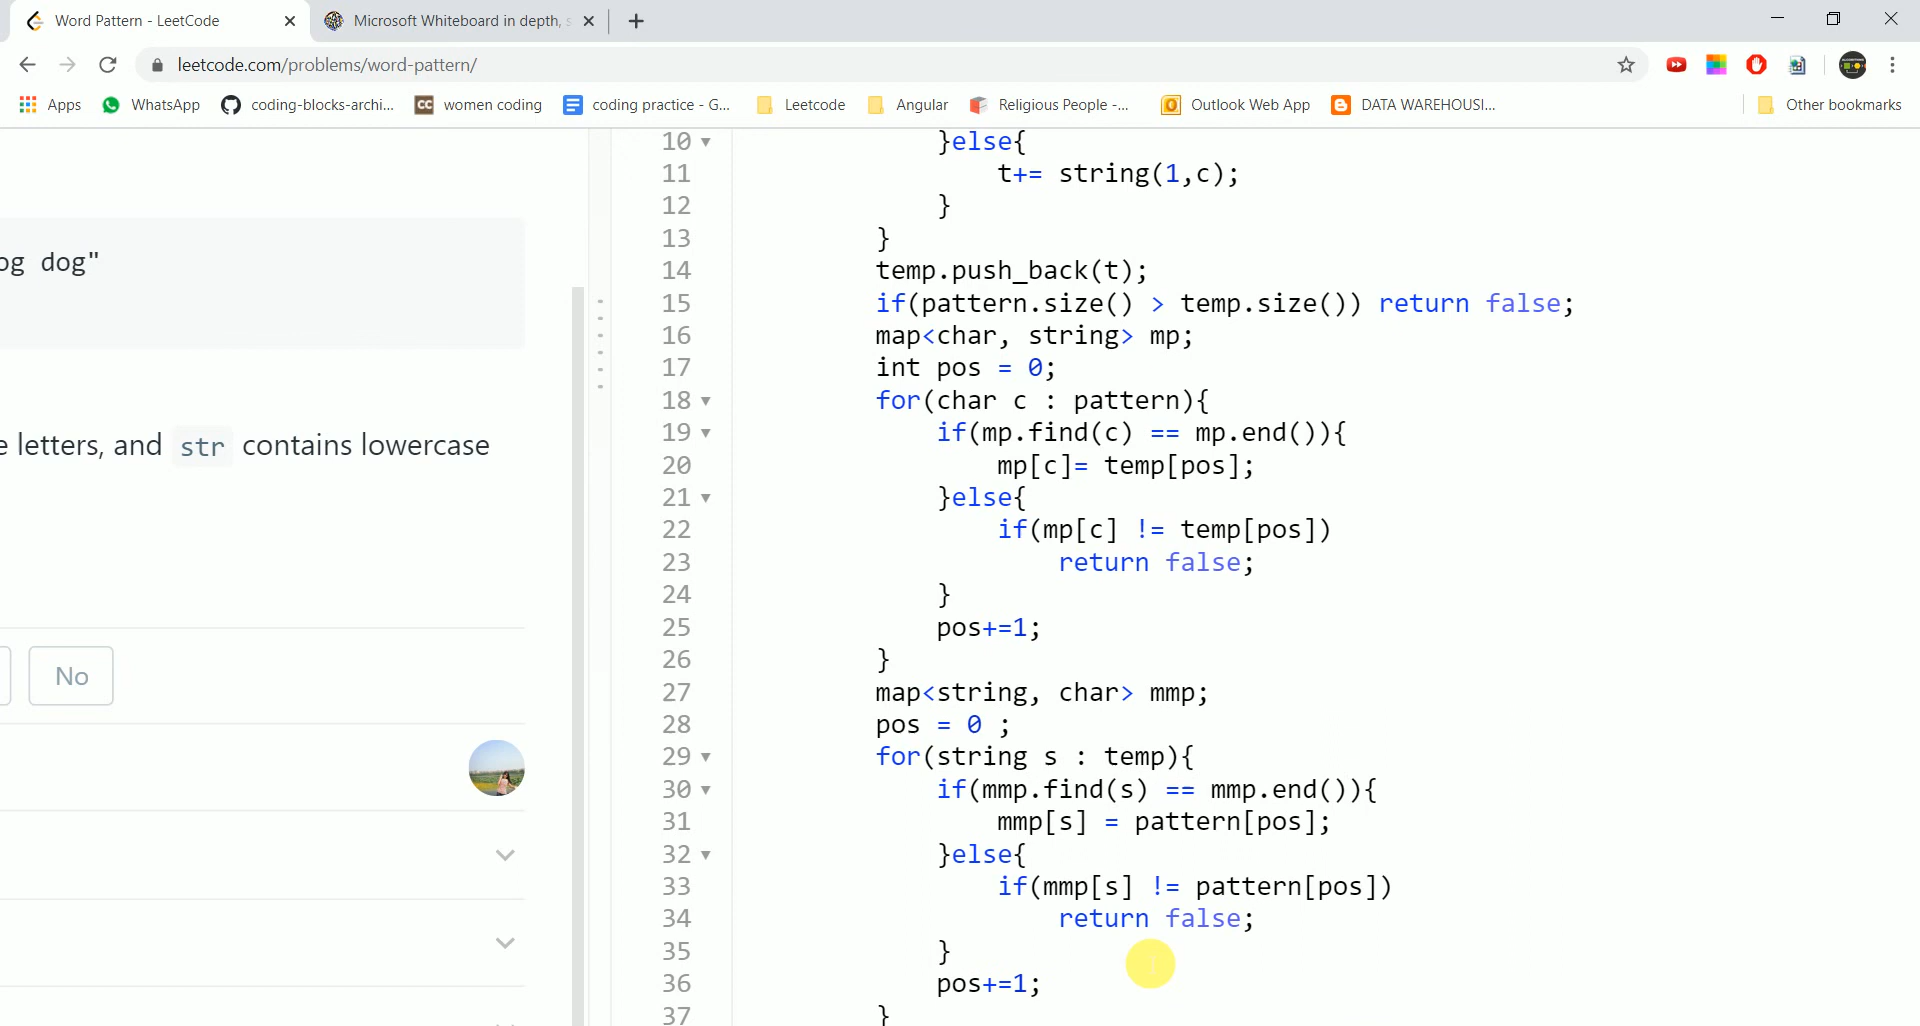 Word Pattern - LeetCode
Microsoft Whiteboard in depth,
leetcode.com/problems/word-pattern/
Apps
WhatsApp
coding-blocks-archi...
women coding
coding practice - G...
Leetcode
Angular
Religious People -...
Outlook Web App
DATA WAREHOUSI...
Other bookmarks
og dog"
e letters, and str contains lowercase
No
10 }else{
11 t+= string(1,c);
12 }
13 }
14 temp.push_back(t);
15 if(pattern.size() > temp.size()) return false;
16 map<char, string> mp;
17 int pos = 0;
18 for(char c : pattern){
19 if(mp.find(c) == mp.end()){
20 mp[c]= temp[pos];
21 }else{
22 if(mp[c] != temp[pos])
23 return false;
24 }
25 pos+=1;
26 }
27 map<string, char> mmp;
28 pos = 0 ;
29 for(string s : temp){
30 if(mmp.find(s) == mmp.end()){
31 mmp[s] = pattern[pos];
32 }else{
33 if(mmp[s] != pattern[pos])
34 return false;
35 }
36 pos+=1;
37 }